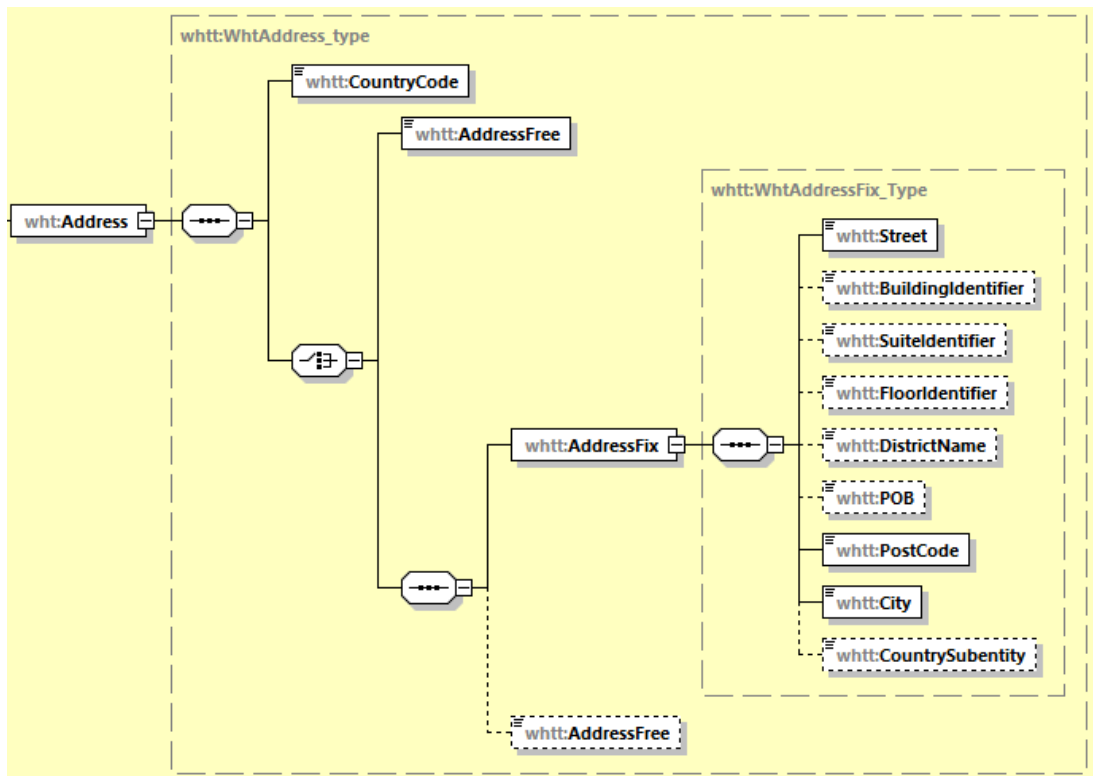 whtt:WhtAddress_type
whtt:CountryCode
whtt:AddressFree
whtt:WhtAddressFix_Type
wht:Address
whtt:Street
whtt:BuildingIdentifier
whtt:SuiteIdentifier
whtt:FloorIdentifier
whtt:AddressFix
whtt:DistrictName
whtt:POB
whtt:PostCode
whtt:City
whtt:CountrySubentity
whtt:AddressFree